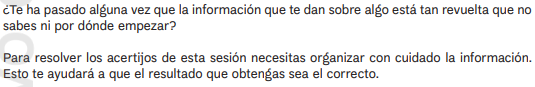 ¿Te ha pasado alguna vez que la información que te dan sobre algo está tan revuelta que no
sabes ni por dónde empezar?
Para resolver los acertijos de esta sesión necesitas organizar con cuidado la información.
Esto te ayudará a que el resultado que obtengas sea el correcto.